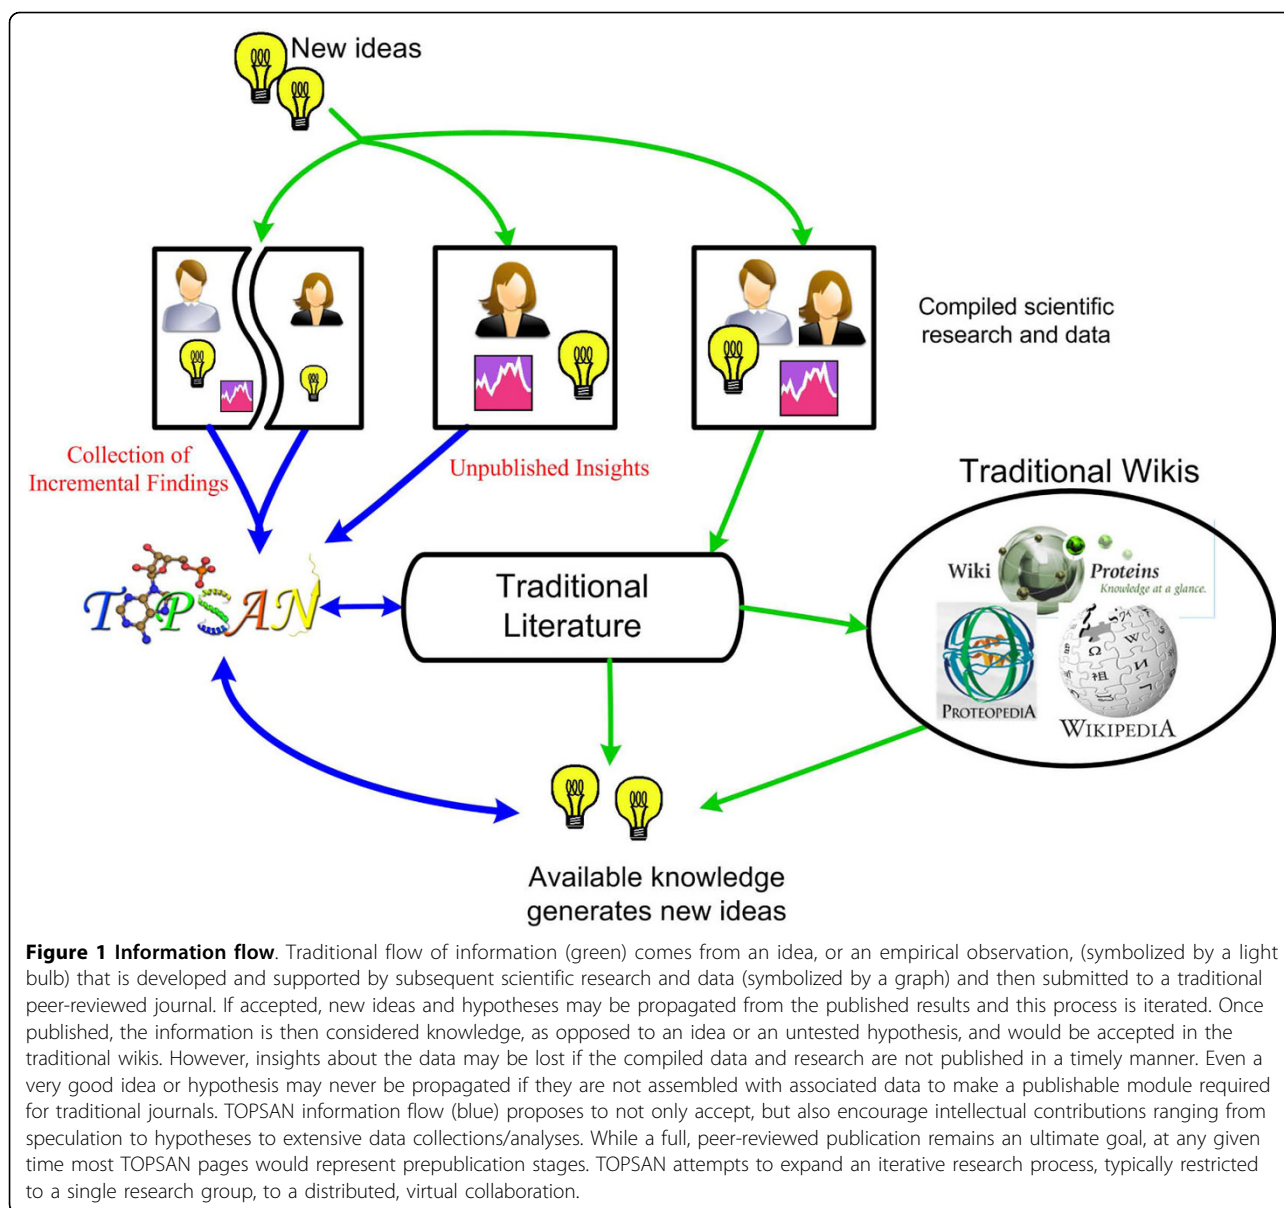 New ideas
Compiled scientific
research and data
Collection of
Incremental Findings
Unpublished Insights
Traditional Wikis
TOPSAN
Traditional
Literature
Wiki Proteins
Knowledge at a glance.
PROTEOPEDIA
Ω
W
И
祖
WIKIPEDIA
Available knowledge
generates new ideas
Figure 1 Information flow. Traditional flow of information (green) comes from an idea, or an empirical observation, (symbolized by a light
bulb) that is developed and supported by subsequent scientific research and data (symbolized by a graph) and then submitted to a traditional
peer-reviewed journal. If accepted, new ideas and hypotheses may be propagated from the published results and this process is iterated. Once
published, the information is then considered knowledge, as opposed to an idea or an untested hypothesis, and would be accepted in the
traditional wikis. However, insights about the data may be lost if the compiled data and research are not published in a timely manner. Even a
very good idea or hypothesis may never be propagated if they are not assembled with associated data to make a publishable module required
for traditional journals. TOPSAN information flow (blue) proposes to not only accept, but also encourage intellectual contributions ranging from
speculation to hypotheses to extensive data collections/analyses. While a full, peer-reviewed publication remains an ultimate goal, at any given
time most TOPSAN pages would represent prepublication stages. TOPSAN attempts to expand an iterative research process, typically restricted
to a single research group, to a distributed, virtual collaboration.